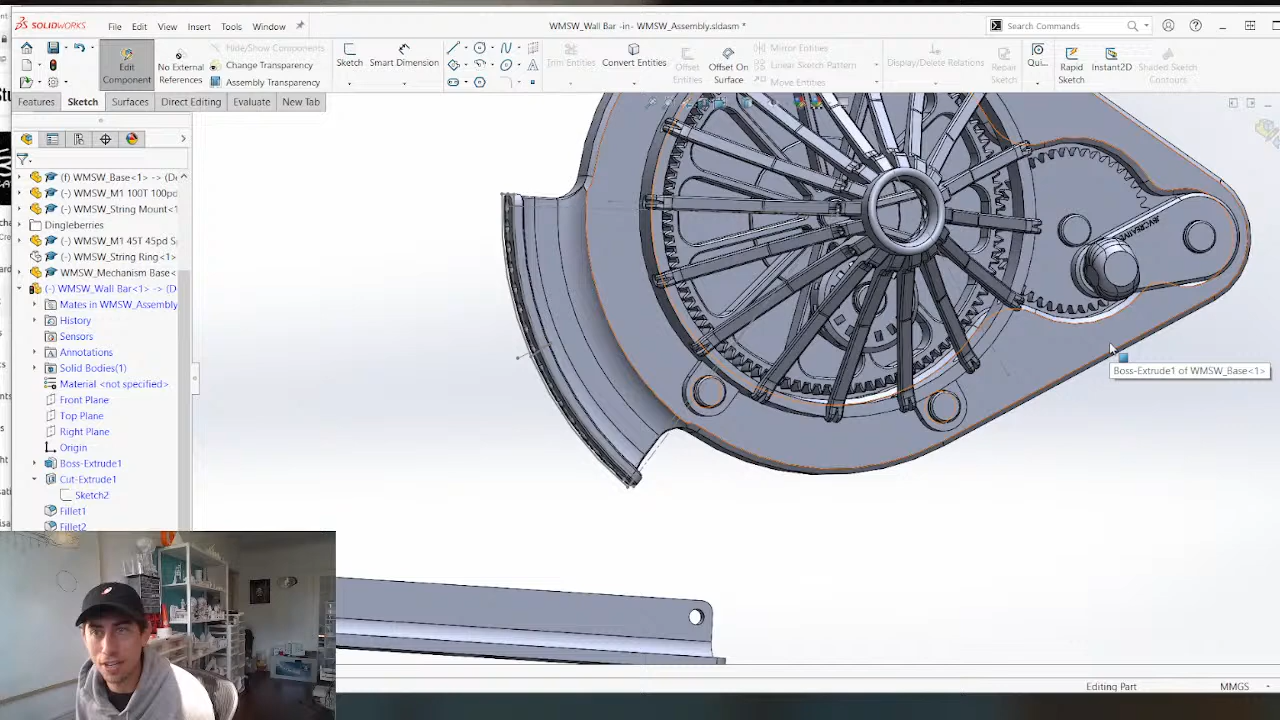 SOLIDWORKS
File Edit View Insert Tools Window
WMSW_Wall Bar -in- WMSW_Assembly.sldasm *
Search Commands
Edit Component
No External References
Hide/Show Components
Change Transparency
Assembly Transparency
Sketch
Smart Dimension
Trim Entities
Convert Entities
Offset Entities
Offset On Surface
Mirror Entities
Linear Sketch Pattern
Move Entities
Display/Delete Relations
Repair Sketch
Qui...
Rapid Sketch
Instant2D
Shaded Sketch Contours
Features Sketch Surfaces Direct Editing Evaluate New Tab
(f) WMSW_Base<1> -> (De
(-) WMSW_M1 100T 100pd
(-) WMSW_String Mount<1
Dingleberries
(-) WMSW_M1 45T 45pd S
(-) WMSW_String Ring<1>
WMSW_Mechanism Base<
(-) WMSW_Wall Bar<1> -> (D
Mates in WMSW_Assembly
History
Sensors
Annotations
Solid Bodies(1)
Material <not specified>
Front Plane
Top Plane
Right Plane
Origin
Boss-Extrude1
Cut-Extrude1
Sketch2
Fillet1
Fillet2
Boss-Extrude1 of WMSW_Base<1>
Editing Part
MMGS